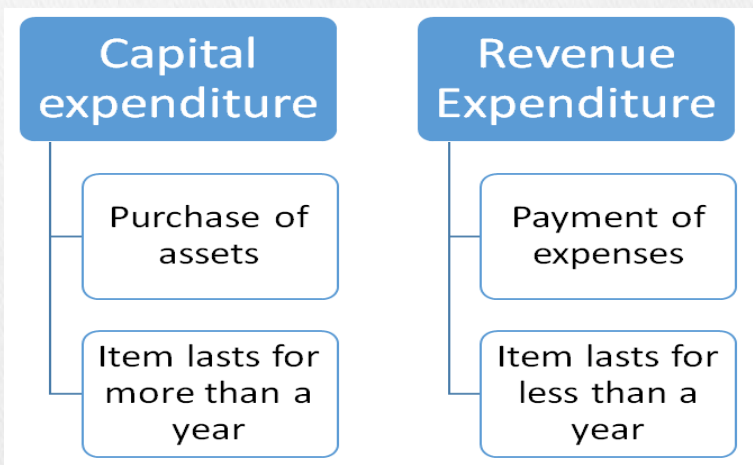 Capital
expenditure
Purchase of
assets
Item lasts for
more than a
year
Revenue
Expenditure
Payment of
expenses
Item lasts for
less than a
year